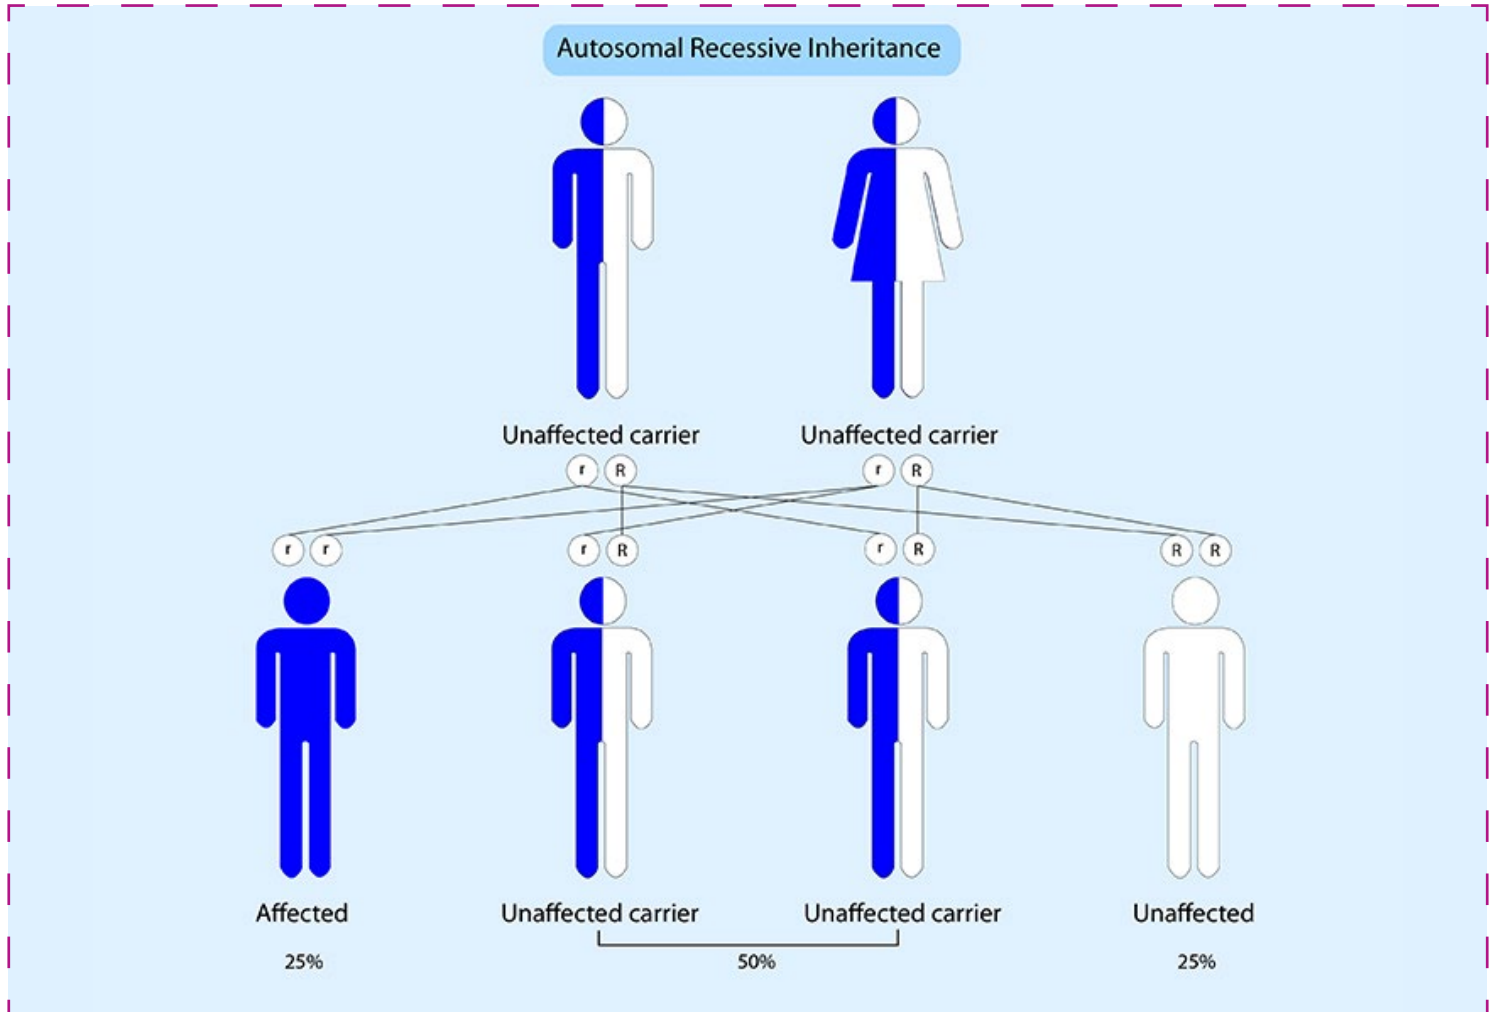 Autosomal Recessive Inheritance
Unaffected carrier Unaffected carrier
r R r R
r r r R r R R R
Affected Unaffected carrier Unaffected carrier Unaffected
25% 50% 25%